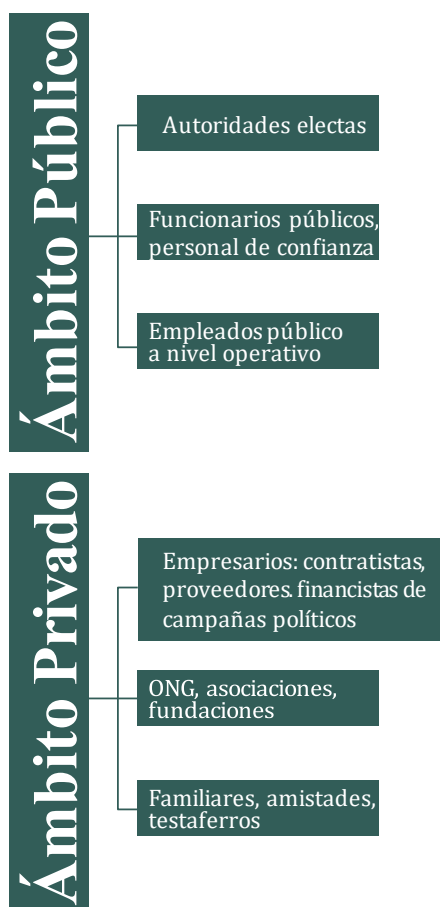 Ámbito Público
Autoridades electas
Funcionarios públicos,
personal de confianza
Empleados público
a nivel operativo
Ámbito Privado
Empresarios: contratistas,
proveedores. financistas de
campañas políticos
ONG, asociaciones,
fundaciones
Familiares, amistades,
testaferros